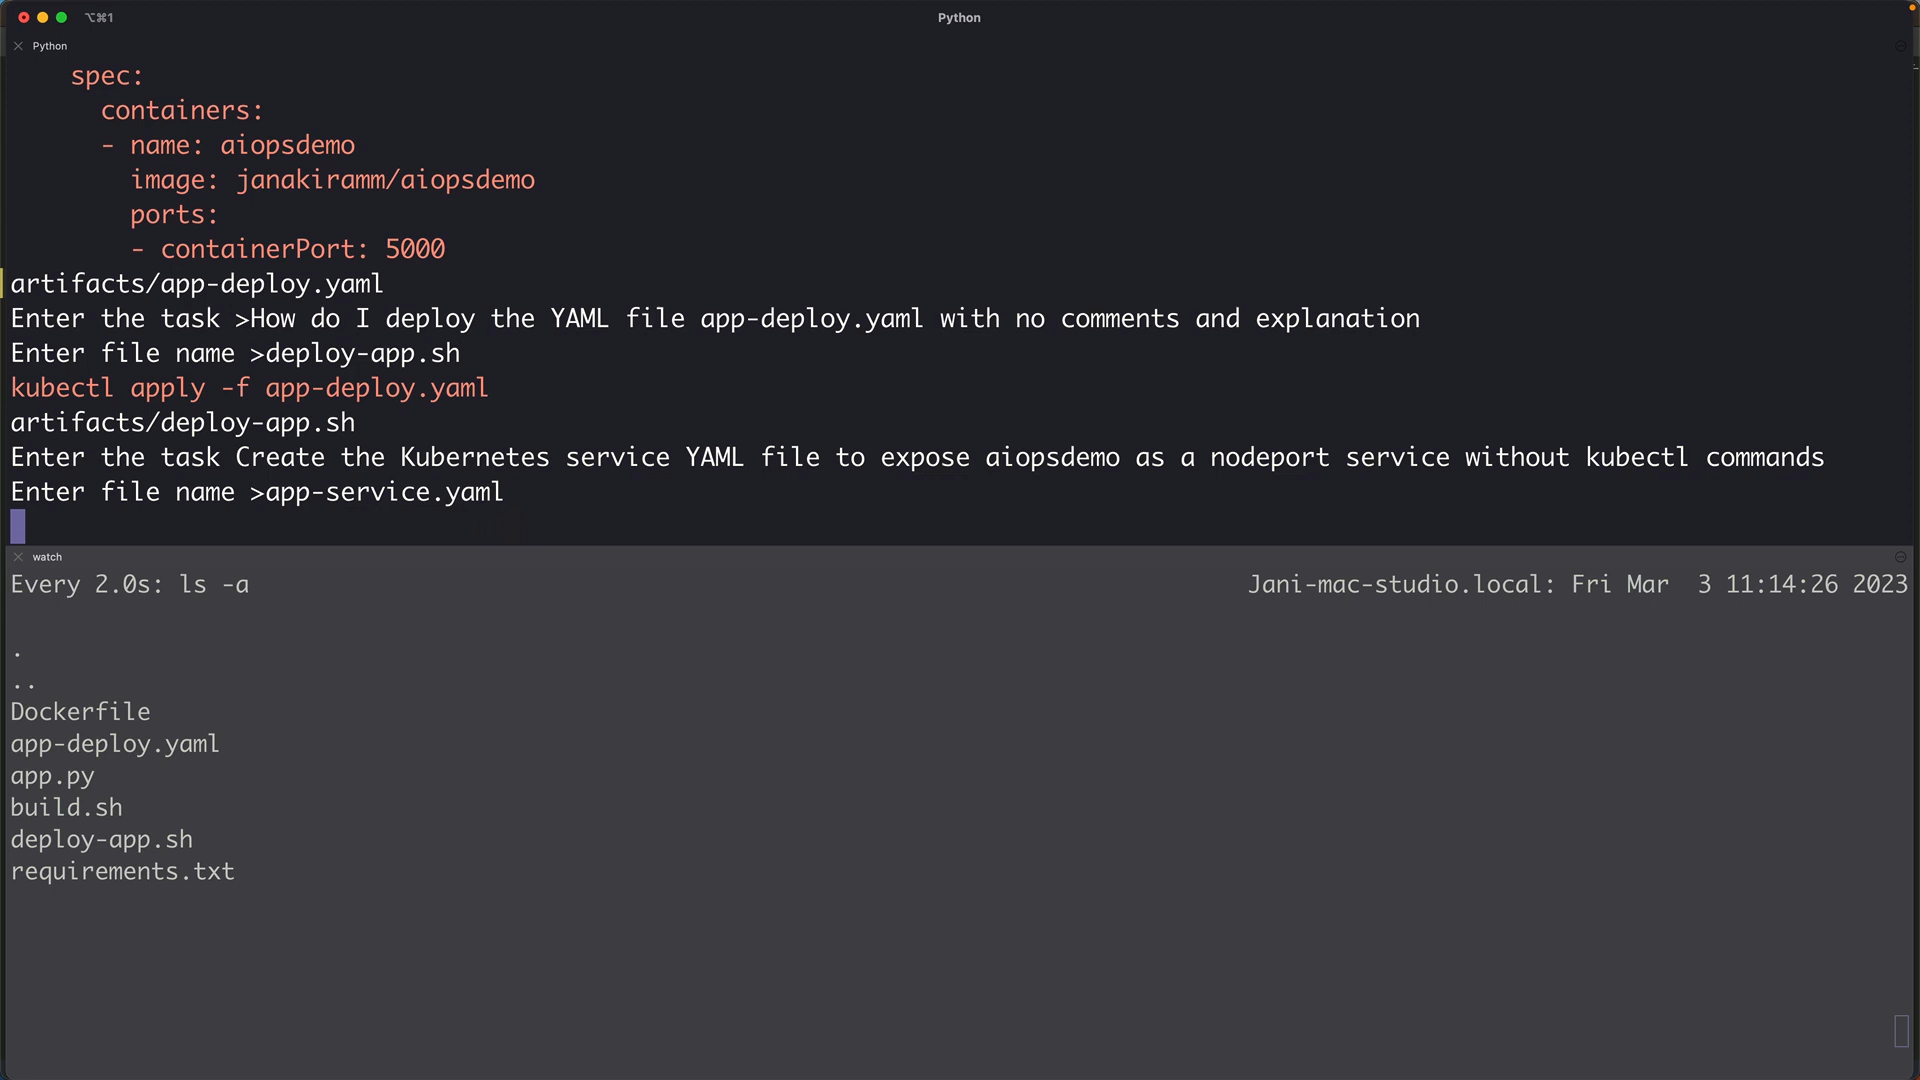 ⌥⌘1
Python
Python
spec:
containers:
- name: aiopsdemo
image: janakiramm/aiopsdemo
ports:
- containerPort: 5000
artifacts/app-deploy.yaml
Enter the task >How do I deploy the YAML file app-deploy.yaml with no comments and explanation
Enter file name >deploy-app.sh
kubectl apply -f app-deploy.yaml
artifacts/deploy-app.sh
Enter the task Create the Kubernetes service YAML file to expose aiopsdemo as a nodeport service without kubectl commands
Enter file name >app-service.yaml
watch
Every 2.0s: ls -a
Jani-mac-studio.local: Fri Mar  3 11:14:26 2023
.
..
Dockerfile
app-deploy.yaml
app.py
build.sh
deploy-app.sh
requirements.txt